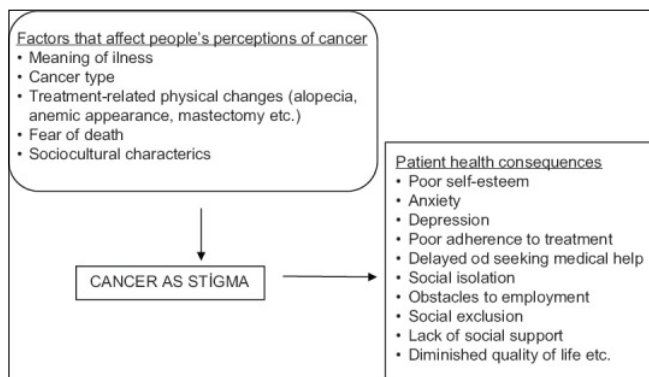 Factors that affect people's perceptions of cancer
• Meaning of ilness
• Cancer type
• Treatment-related physical changes (alopecia,
anemic appearance, mastectomy etc.)
• Fear of death
• Sociocultural characterics
CANCER AS STİGMA
Patient health consequences
• Poor self-esteem
• Anxiety
• Depression
• Poor adherence to treatment
• Delayed od seeking medical help
• Social isolation
• Obstacles to employment
• Social exclusion
• Lack of social support
• Diminished quality of life etc.